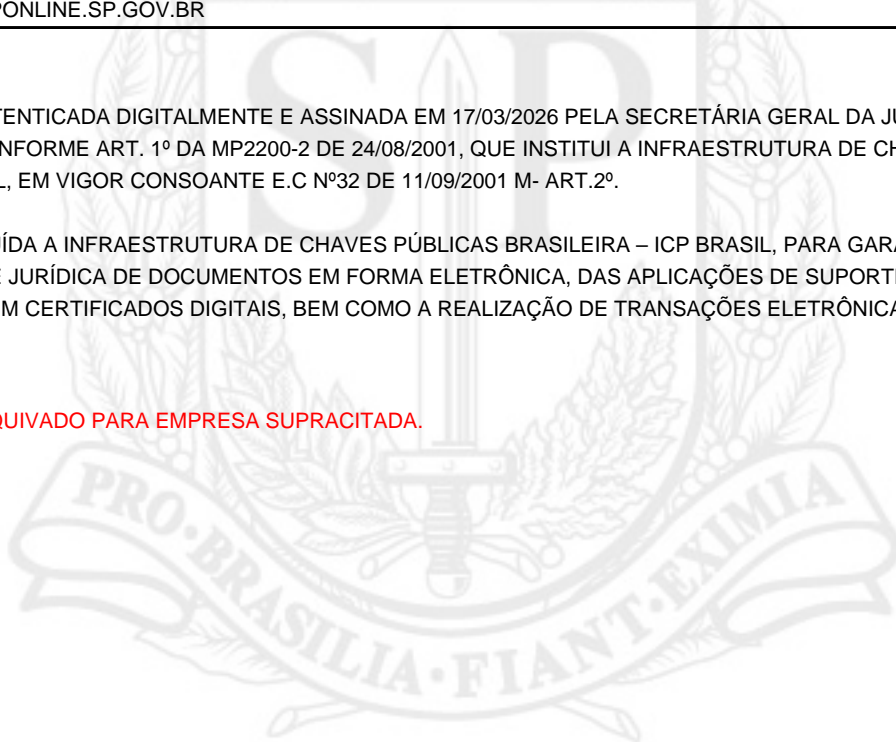 PONLINE.SP.GOV.BR
TENTICADA DIGITALMENTE E ASSINADA EM 17/03/2026 PELA SECRETÁRIA GERAL DA JU
NFORME ART. 1º DA MP2200-2 DE 24/08/2001, QUE INSTITUI A INFRAESTRUTURA DE CH
L, EM VIGOR CONSOANTE E.C Nº32 DE 11/09/2001 M- ART.2º.
ÍDA A INFRAESTRUTURA DE CHAVES PÚBLICAS BRASILEIRA – ICP BRASIL, PARA GARA
E JURÍDICA DE DOCUMENTOS EM FORMA ELETRÔNICA, DAS APLICAÇÕES DE SUPORTE
M CERTIFICADOS DIGITAIS, BEM COMO A REALIZAÇÃO DE TRANSAÇÕES ELETRÔNICA
QUIVADO PARA EMPRESA SUPRACITADA.
SP
PRO·BRASILIA·FIANT·EXIMIA